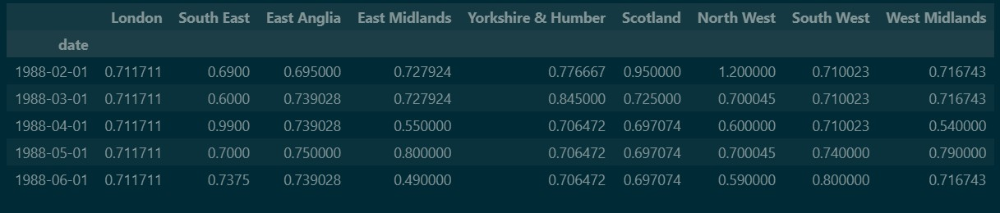 London South East East Anglia East Midlands Yorkshire & Humber Scotland North West South West West Midlands
date
1988-02-01 0.711711 0.6900 0.695000 0.727924 0.776667 0.950000 1.200000 0.710023 0.716743
1988-03-01 0.711711 0.6000 0.739028 0.727924 0.845000 0.725000 0.700045 0.710023 0.716743
1988-04-01 0.711711 0.9900 0.739028 0.550000 0.706472 0.697074 0.600000 0.710023 0.540000
1988-05-01 0.711711 0.7000 0.750000 0.800000 0.706472 0.697074 0.700045 0.740000 0.790000
1988-06-01 0.711711 0.7375 0.739028 0.490000 0.706472 0.697074 0.590000 0.800000 0.716743